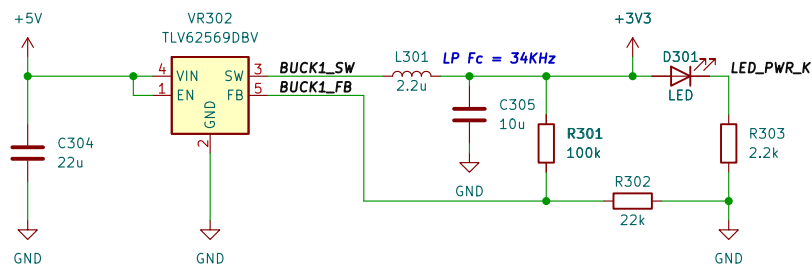 +5V
VR302
TLV62569DBV
4 VIN
1 EN
SW 3
FB 5
GND
2
BUCK1_SW
BUCK1_FB
L301
2.2u
LP Fc = 34KHz
+3V3
D301
LED
LED_PWR_K
C304
22u
C305
10u
GND
R301
100k
R302
22k
R303
2.2k
GND
GND
GND